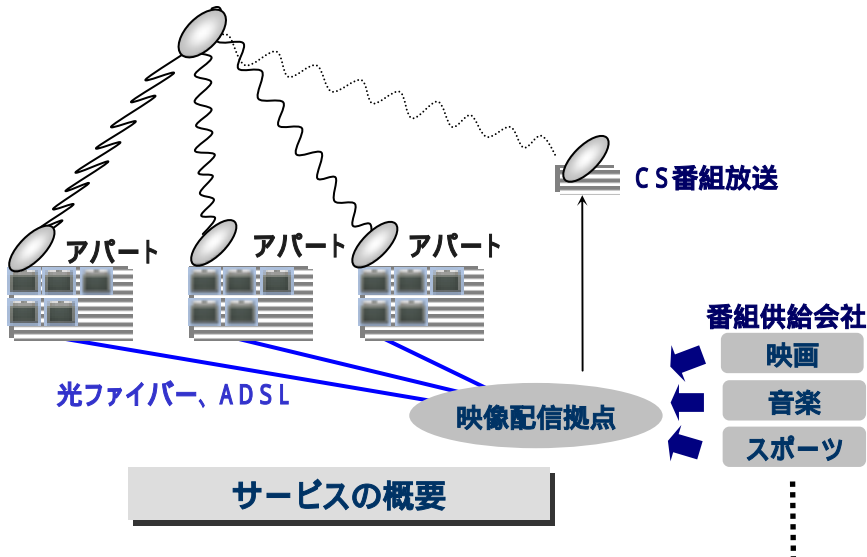 CS番組放送
アパート
アパート
アパート
番組供給会社
映画
音楽
スポーツ
光ファイバー、ADSL
映像配信拠点
サービスの概要